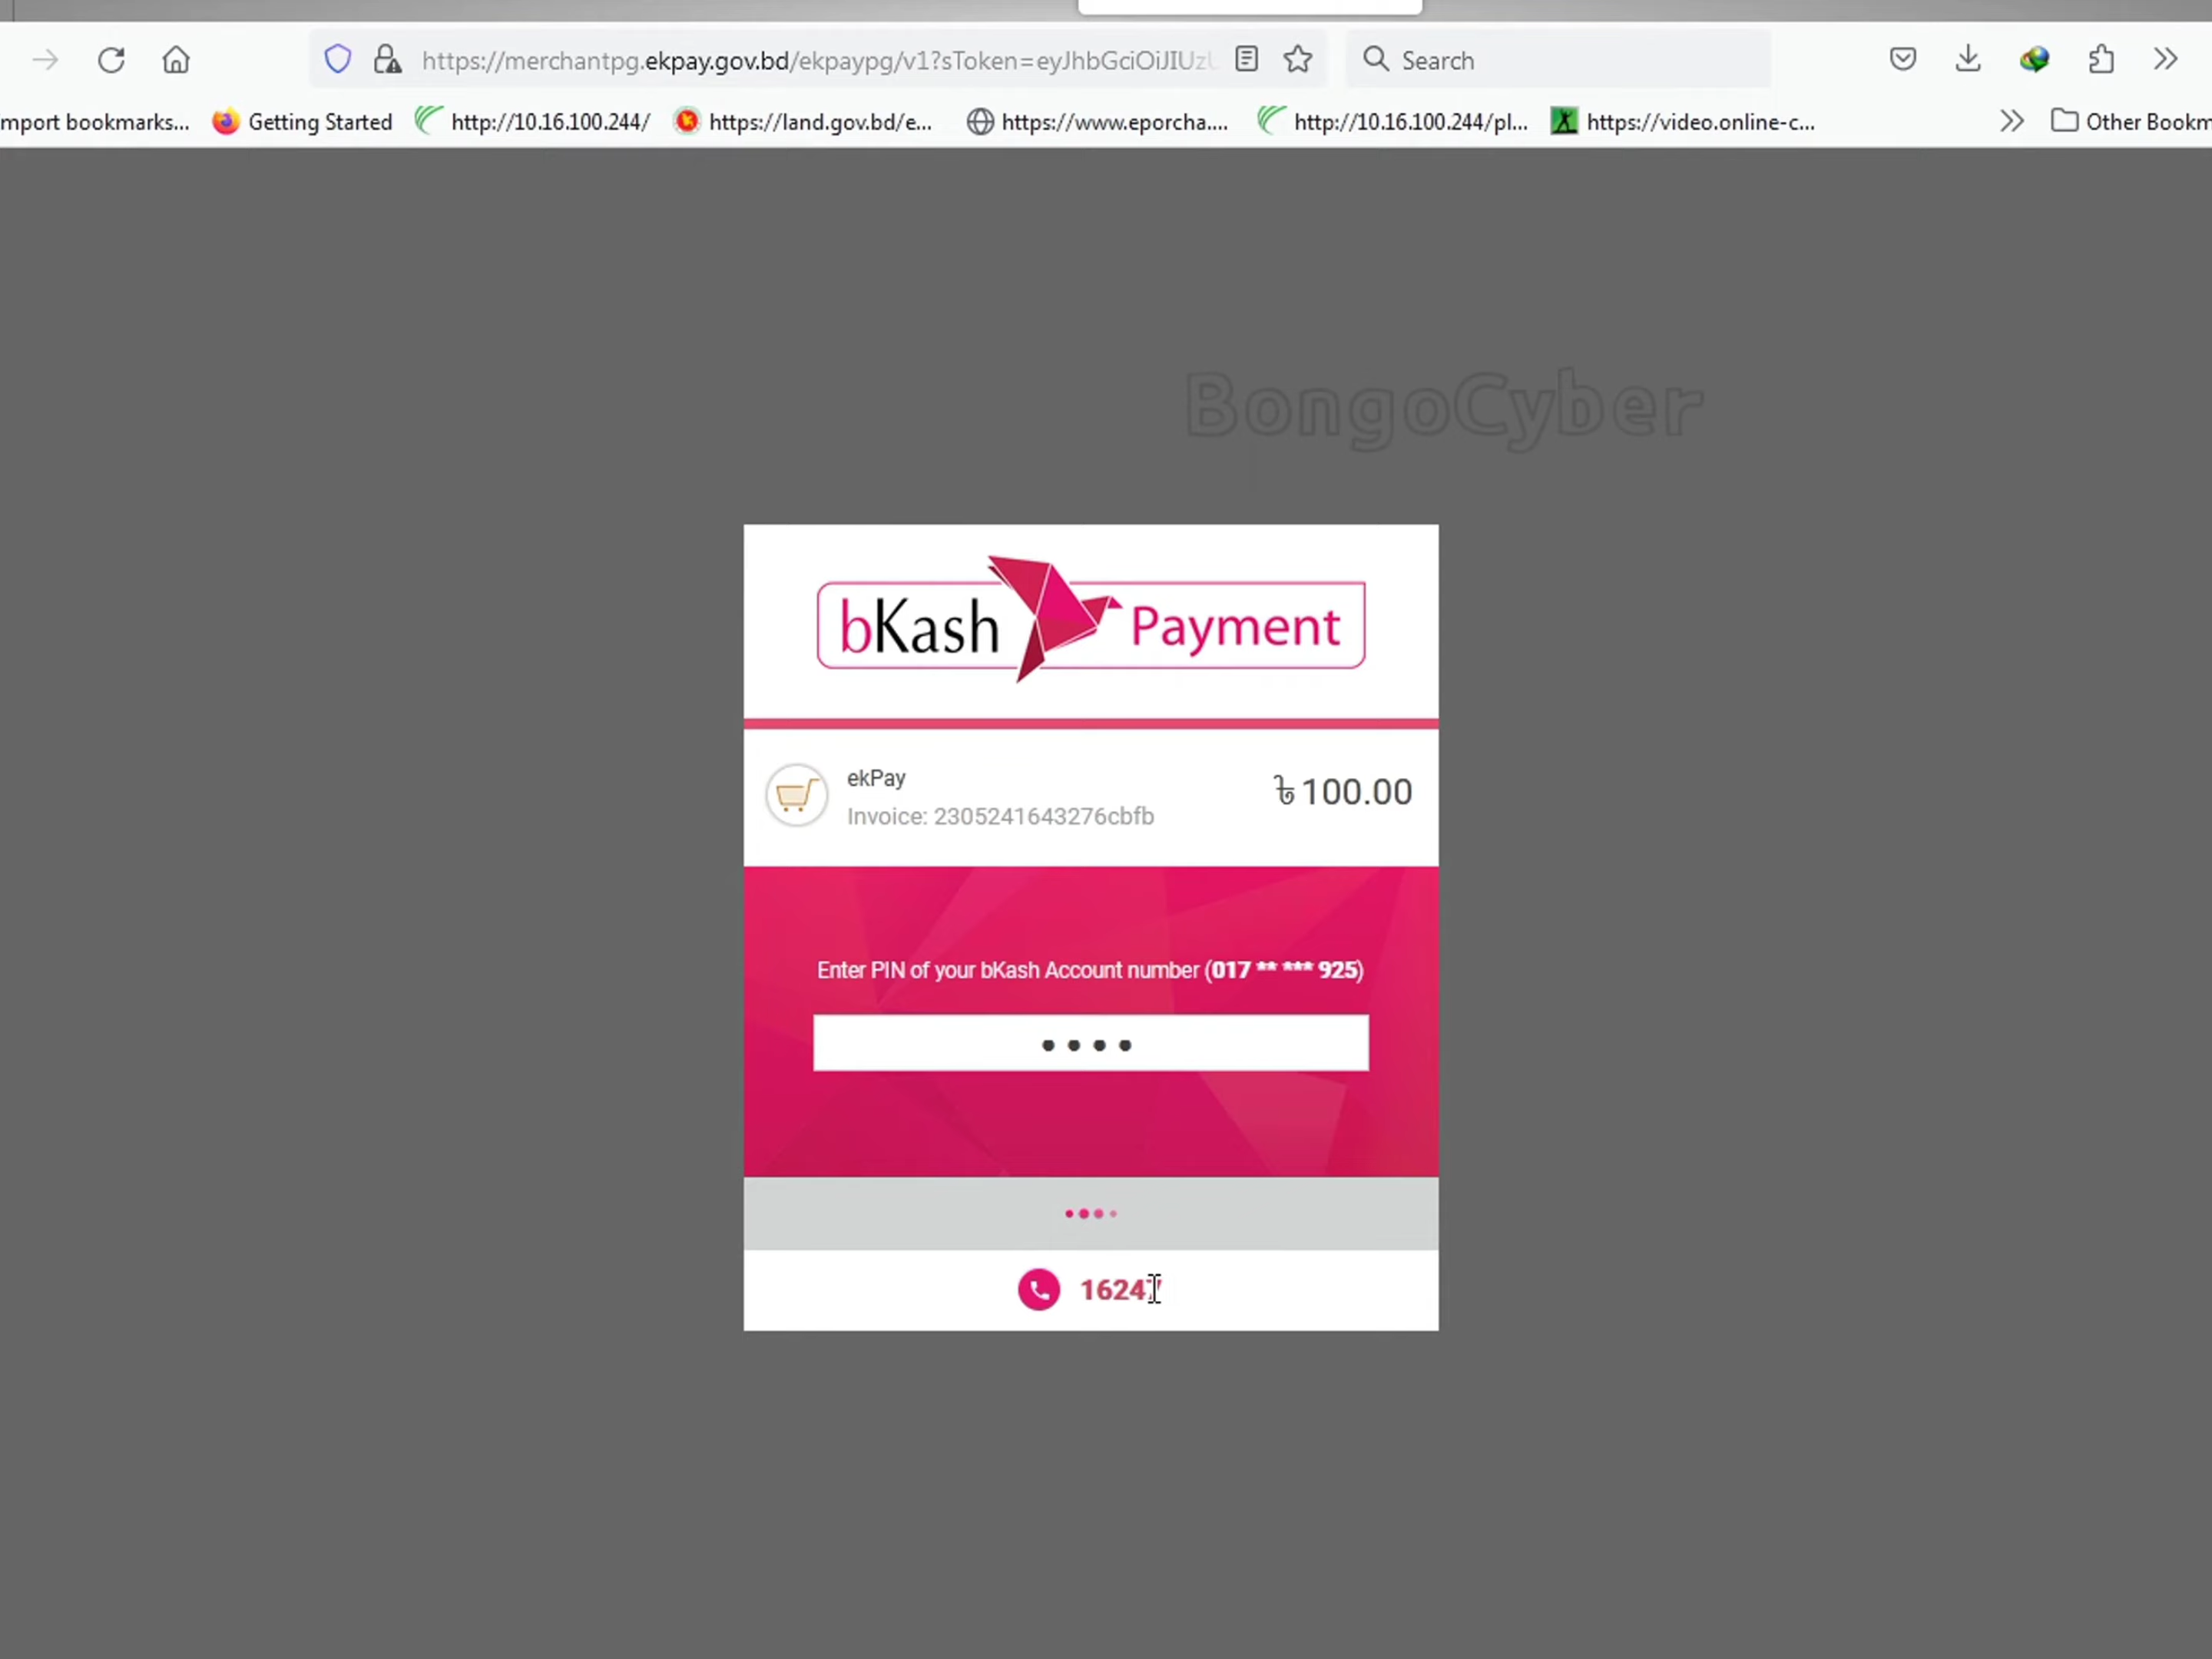 https://merchantpg.ekpay.gov.bd/ekpaypg/v1?sToken=eyJhbGciOiJIUzU
Search
mport bookmarks...
Getting Started
http://10.16.100.244/
https://land.gov.bd/e...
https://www.eporcha....
http://10.16.100.244/pl...
https://video.online-c...
Other Bookm
BongoCyber
bKash Payment
ekPay
Invoice: 2305241643276cbfb
৳ 100.00
Enter PIN of your bKash Account number (017 ** *** 925)
16247